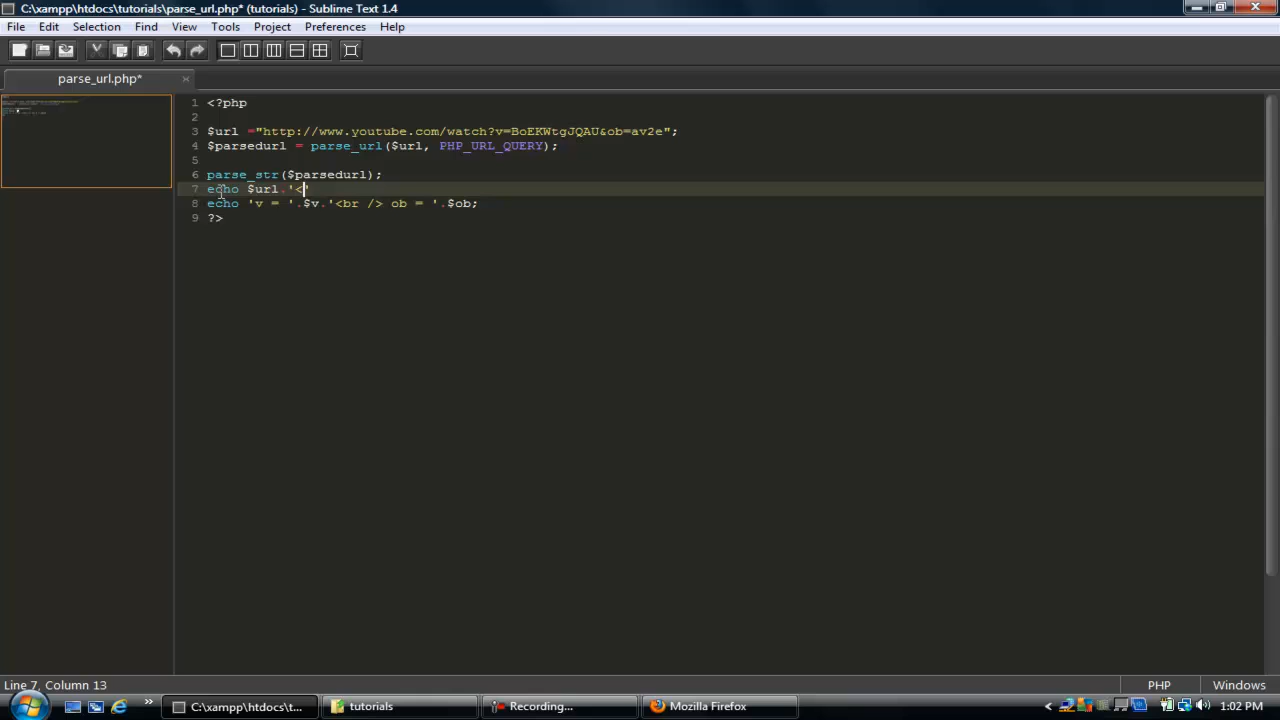 C:\xampp\htdocs\tutorials\parse_url.php* (tutorials) - Sublime Text 1.4
File Edit Selection Find View Tools Project Preferences Help
parse_url.php*
1 <?php
2
3 $url ="http://www.youtube.com/watch?v=BoEKWtgJQAU&ob=av2e";
4 $parsedurl = parse_url($url, PHP_URL_QUERY);
5
6 parse_str($parsedurl);
7 echo $url.'<'
8 echo 'v = '.$v.'<br /> ob = '.$ob;
9 ?>
Line 7, Column 13 PHP Windows
C:\xampp\htdocs\t... tutorials Recording... Mozilla Firefox 1:02 PM